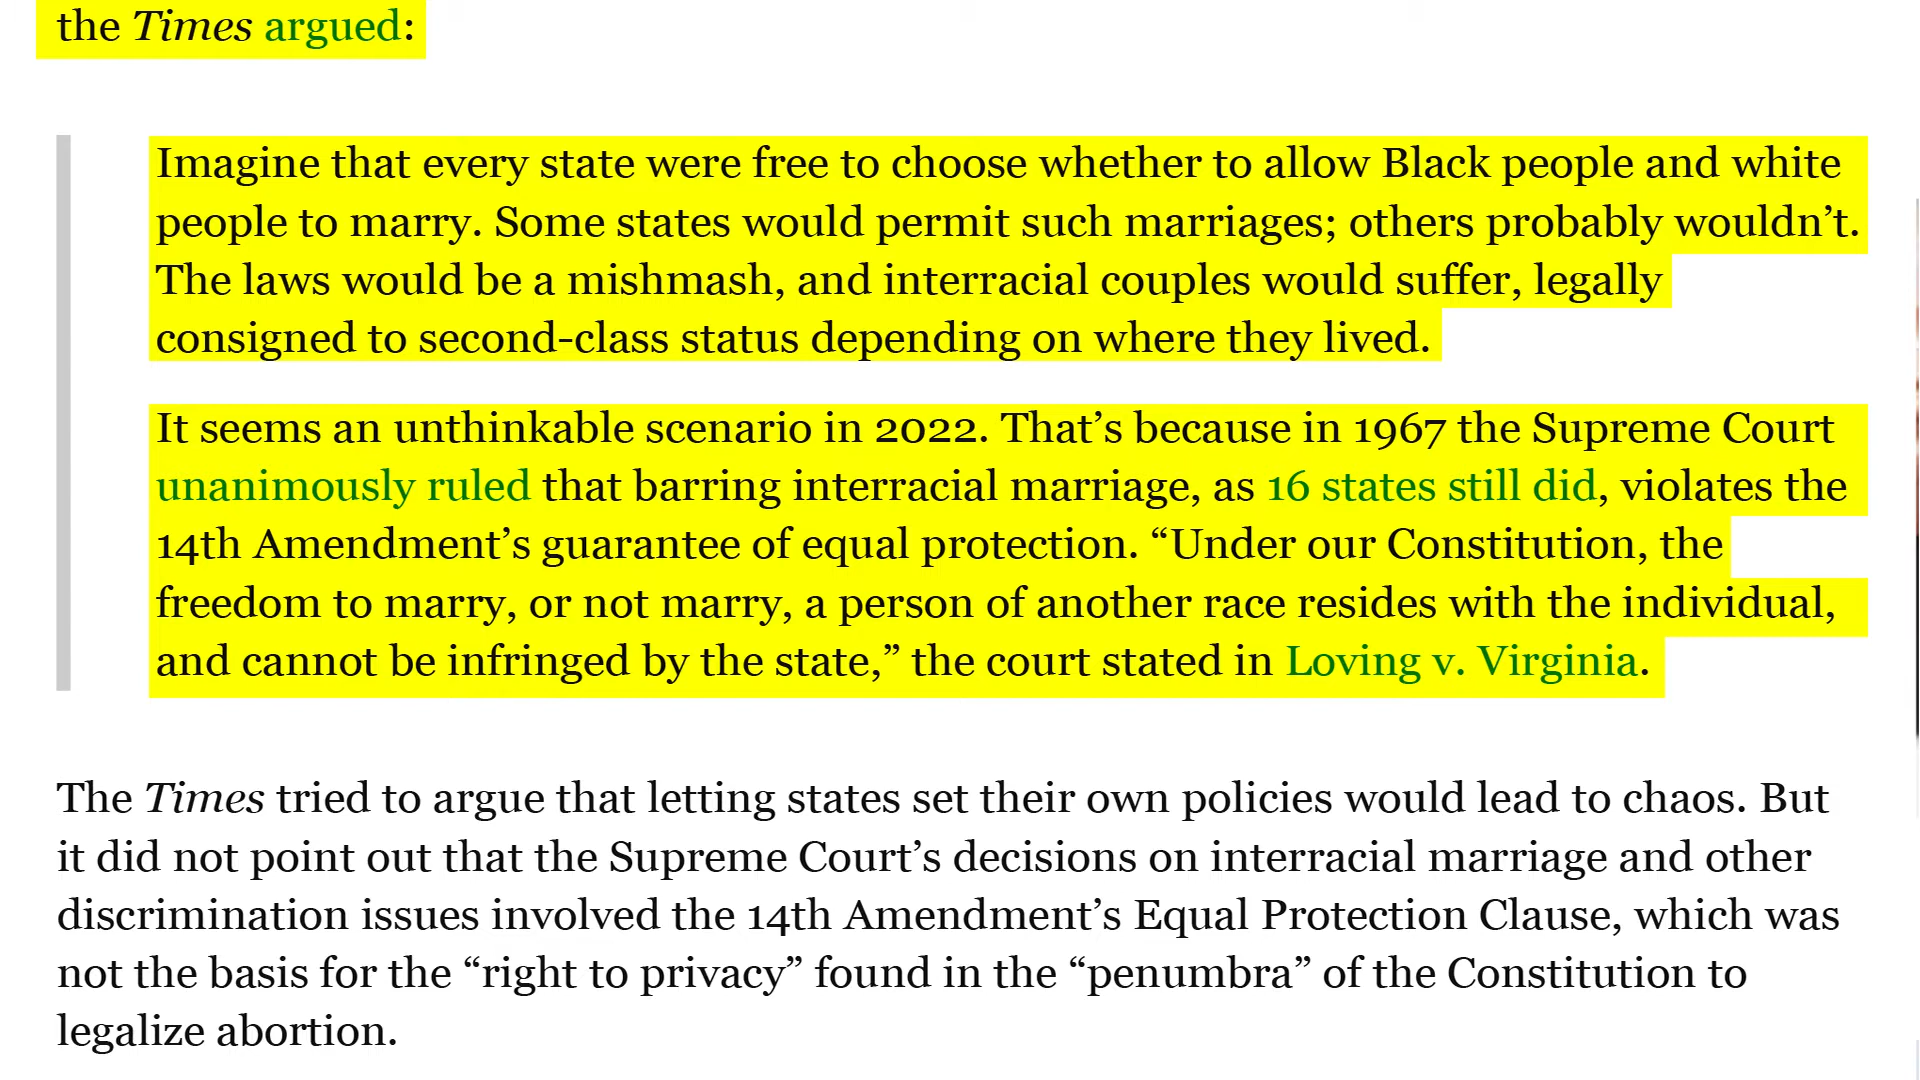 the Times argued:
Imagine that every state were free to choose whether to allow Black people and white
people to marry. Some states would permit such marriages; others probably wouldn’t.
The laws would be a mishmash, and interracial couples would suffer, legally
consigned to second-class status depending on where they lived.
It seems an unthinkable scenario in 2022. That’s because in 1967 the Supreme Court
unanimously ruled that barring interracial marriage, as 16 states still did, violates the
14th Amendment’s guarantee of equal protection. “Under our Constitution, the
freedom to marry, or not marry, a person of another race resides with the individual,
and cannot be infringed by the state,” the court stated in Loving v. Virginia.
The Times tried to argue that letting states set their own policies would lead to chaos. But
it did not point out that the Supreme Court’s decisions on interracial marriage and other
discrimination issues involved the 14th Amendment’s Equal Protection Clause, which was
not the basis for the “right to privacy” found in the “penumbra” of the Constitution to
legalize abortion.